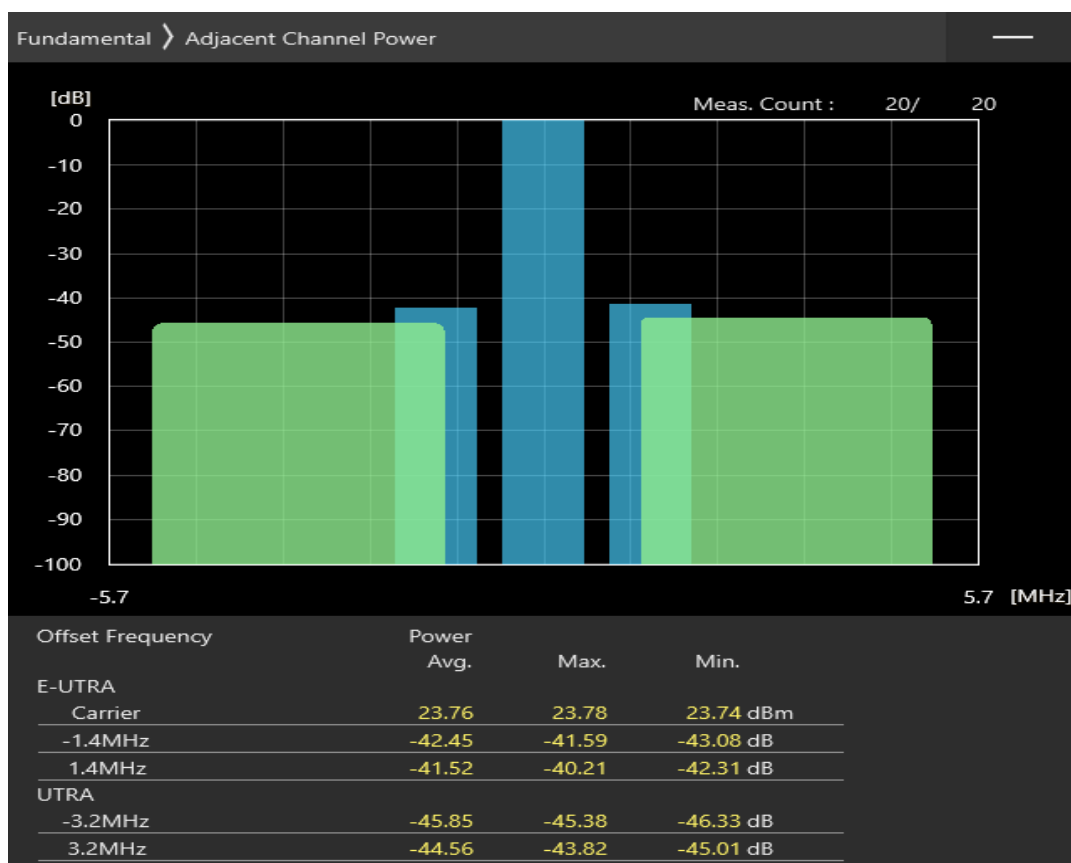 Fundamental 〉 Adjacent Channel Power
[dB]
Meas. Count : 20/ 20
0
-10
-20
-30
-40
-50
-60
-70
-80
-90
-100
-5.7 5.7 [MHz]
Offset Frequency Power
Avg. Max. Min.
E-UTRA
Carrier 23.76 23.78 23.74 dBm
-1.4MHz -42.45 -41.59 -43.08 dB
1.4MHz -41.52 -40.21 -42.31 dB
UTRA
-3.2MHz -45.85 -45.38 -46.33 dB
3.2MHz -44.56 -43.82 -45.01 dB